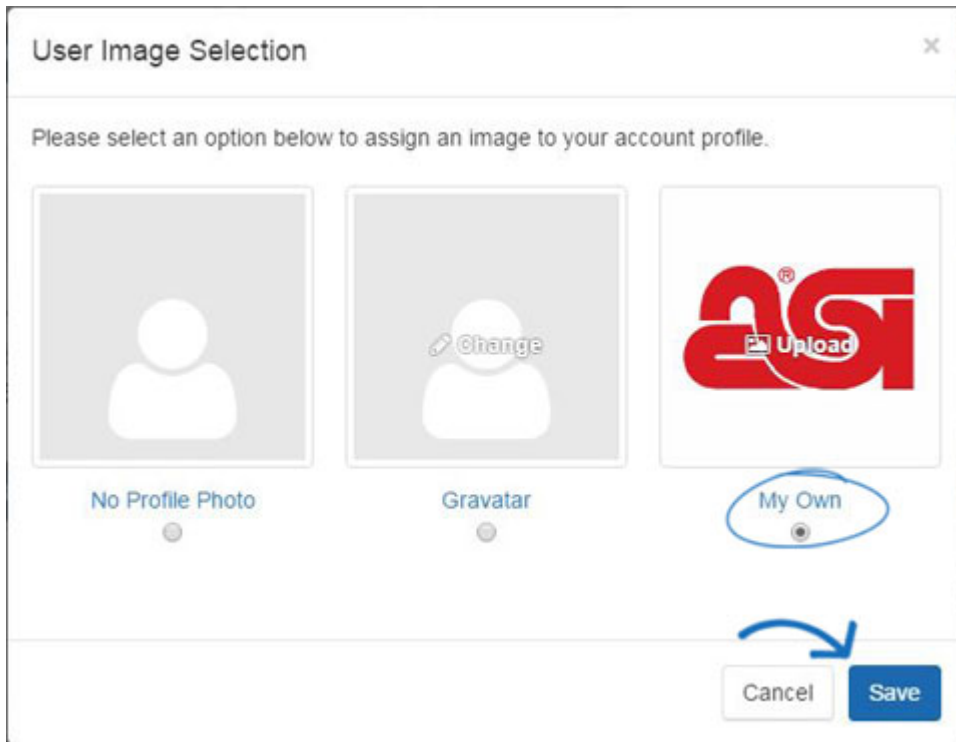 User Image Selection ×
Please select an option below to assign an image to your account profile.
Change
asi®
Upload
No Profile Photo
Gravatar
My Own
Cancel
Save